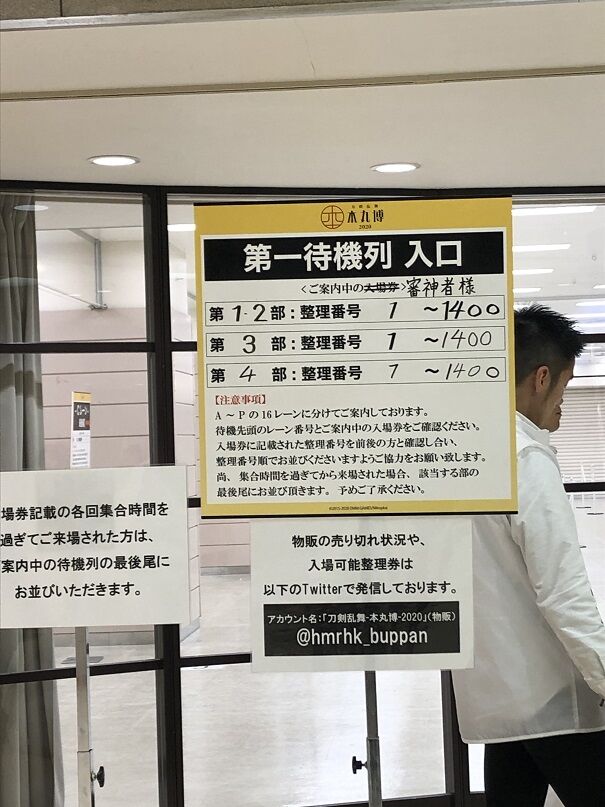 刀剣乱舞
本丸博
2020
第一待機列 入口
<ご案内中の入場券>審神者様
第1-2部:整理番号 1 ~1400
第3部:整理番号 1 ~1400
第4部:整理番号 1 ~1400
【注意事項】
A ~ Pの16レーンに分けてご案内しております。
待機先頭のレーン番号とご案内中の入場券をご確認ください。
入場券に記載された整理番号を前後の方と確認し合い、
整理番号順でお並びくださいますようご協力をお願い致します。
尚、集合時間を過ぎてから来場された場合、該当する部の
最後尾にお並び頂きます。予めご了承ください。
場券記載の各回集合時間を
過ぎてご来場された方は、
案内中の待機列の最後尾に
お並びいただきます。
物販の売り切れ状況や、
入場可能整理券は
以下のTwitterで発信しております。
アカウント名:「刀剣乱舞-本丸博-2020」(物販)
@hmrhk_buppan